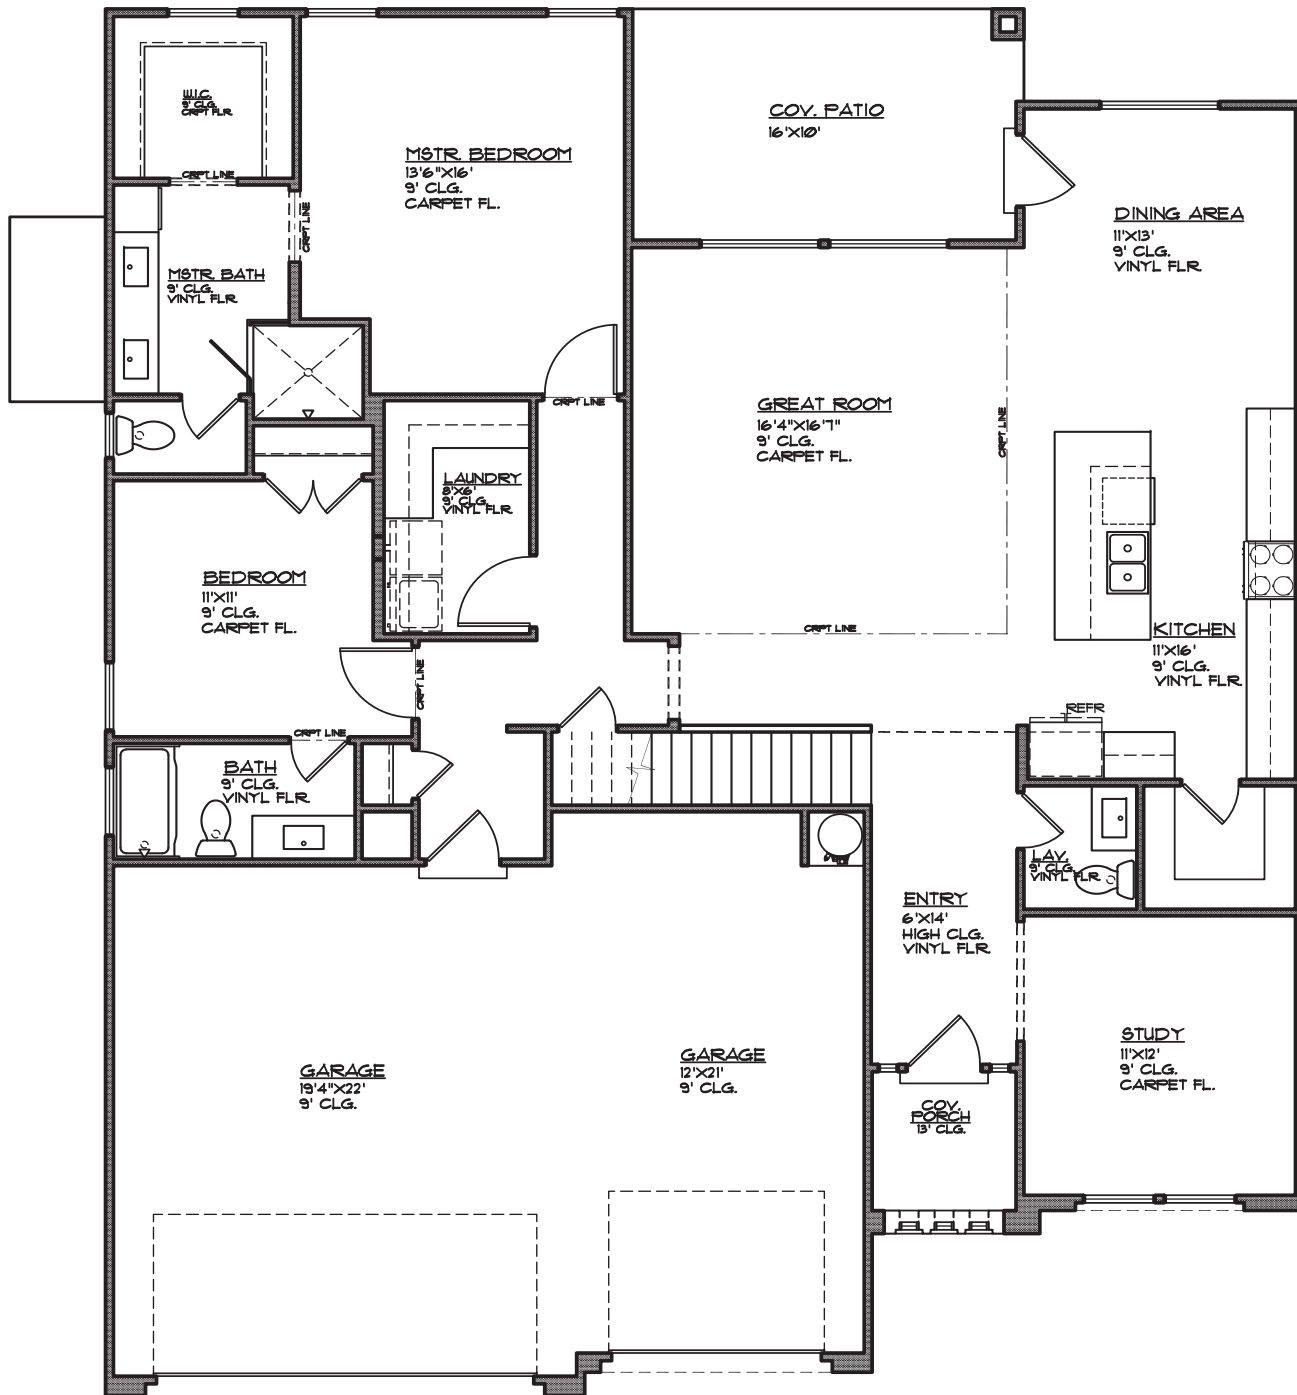 W.I.C.
9' CLG.
CRPT FLR.
CRPT LINE
MSTR. BEDROOM
13'6"X16'
9' CLG.
CARPET FL.
CRPT LINE
COV. PATIO
16'X10'
DINING AREA
11'X13'
9' CLG.
VINYL FLR.
MSTR. BATH
9' CLG.
VINYL FLR.
CRPT LINE
GREAT ROOM
16'4"X16'7"
9' CLG.
CARPET FL.
CRPT LINE
LAUNDRY
8'X6'
9' CLG.
VINYL FLR.
BEDROOM
11'X11'
9' CLG.
CARPET FL.
CRPT LINE
CRPT LINE
KITCHEN
11'X16'
9' CLG.
VINYL FLR.
CRPT LINE
REFR
CRPT LINE
BATH
9' CLG.
VINYL FLR.
LAV.
9' CLG.
VINYL FLR.
ENTRY
6'X14'
HIGH CLG.
VINYL FLR.
STUDY
11'X12'
9' CLG.
CARPET FL.
GARAGE
19'4"X22'
9' CLG.
GARAGE
12'X21'
9' CLG.
COV.
PORCH
13' CLG.